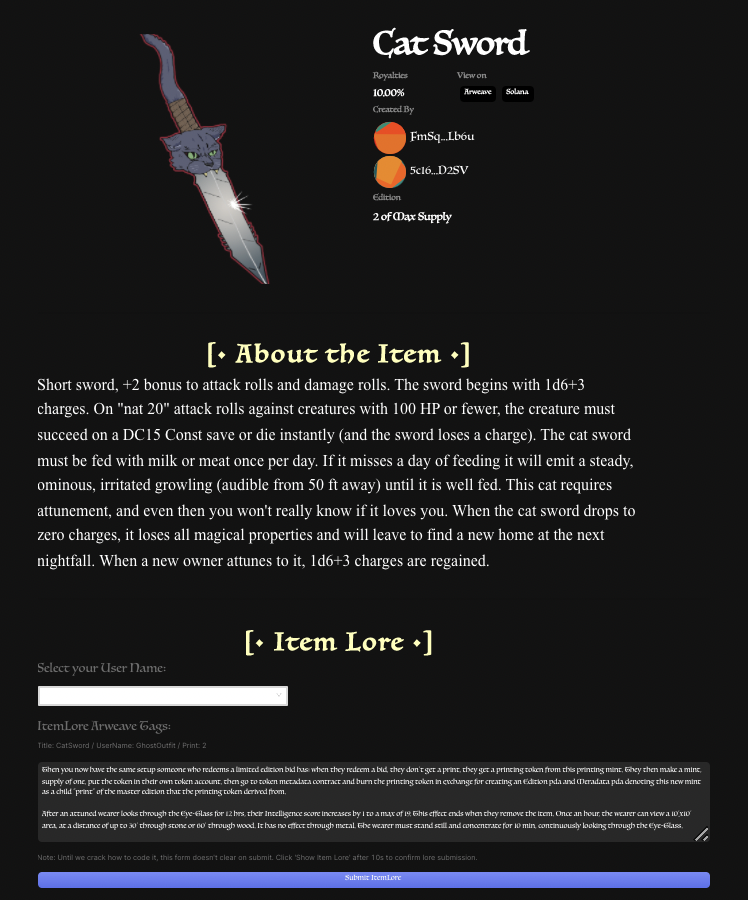 Cat Sword
Royalties
View on
10.00%
Arweave
Solana
Created By
FmSq...Lb6u
5c16...D2SV
Edition
2 of Max Supply
[• About the Item •]
Short sword, +2 bonus to attack rolls and damage rolls. The sword begins with 1d6+3
charges. On "nat 20" attack rolls against creatures with 100 HP or fewer, the creature must
succeed on a DC15 Const save or die instantly (and the sword loses a charge). The cat sword
must be fed with milk or meat once per day. If it misses a day of feeding it will emit a steady,
ominous, irritated growling (audible from 50 ft away) until it is well fed. This cat requires
attunement, and even then you won't really know if it loves you. When the cat sword drops to
zero charges, it loses all magical properties and will leave to find a new home at the next
nightfall. When a new owner attunes to it, 1d6+3 charges are regained.
[• Item Lore •]
Select your User Name:
ItemLore Arweave Tags:
Title: CatSword / UserName: GhostOutfit / Print: 2
Then you now have the same setup someone who redeems a limited edition bid has: when they redeem a bid, they don't get a print, they get a printing token from this printing mint. They then make a mint,
supply of one, put the token in their own token account, then go to token metadata contract and burn the printing token in exchange for creating an Edition pda and Metadata pda denoting this new mint
as a child "print" of the master edition that the printing token derived from.
After an attuned wearer looks through the Eye-Glass for 12 hrs, their Intelligence score increases by 1 to a max of 19. This effect ends when they remove the item. Once an hour, the wearer can view a 10'x10'
area, at a distance of up to 30' through stone or 60' through wood. It has no effect through metal. The wearer must stand still and concentrate for 10 min, continuously looking through the Eye-Glass.
Note: Until we crack how to code it, this form doesn't clear on submit. Click 'Show Item Lore' after 10s to confirm lore submission.
Submit ItemLore